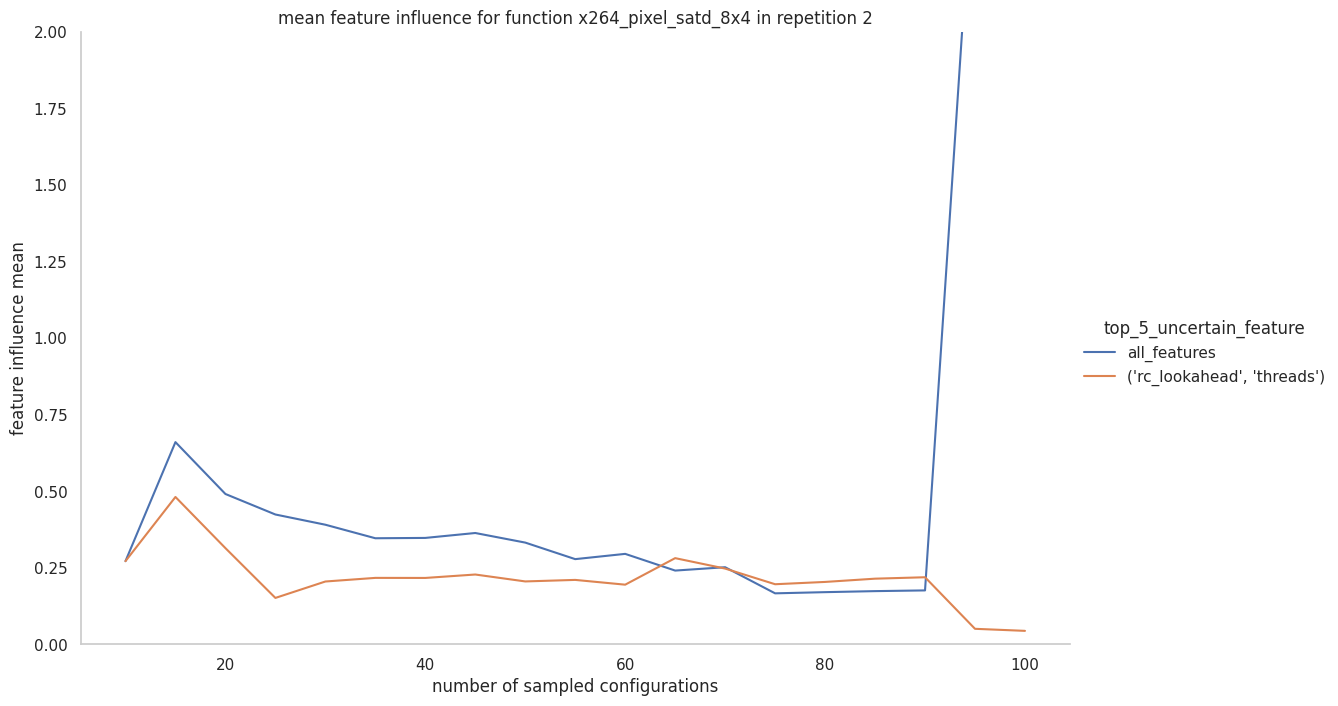 mean feature influence for function x264_pixel_satd_8x4 in repetition 2
2.00
1.75
1.50
1.25
1.00
0.75
0.50
0.25
0.00
feature influence mean
20
40
60
80
100
number of sampled configurations
top_5_uncertain_feature
all_features
('rc_lookahead', 'threads')